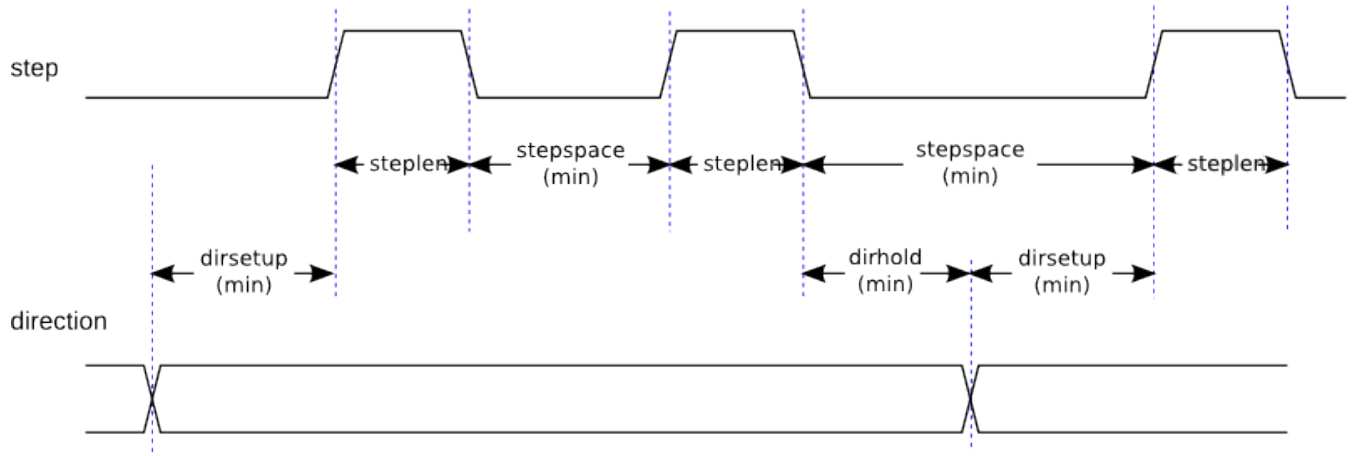 step
steplen
stepspace
(min)
steplen
stepspace
(min)
steplen
dirsetup
(min)
dirhold
(min)
dirsetup
(min)
direction